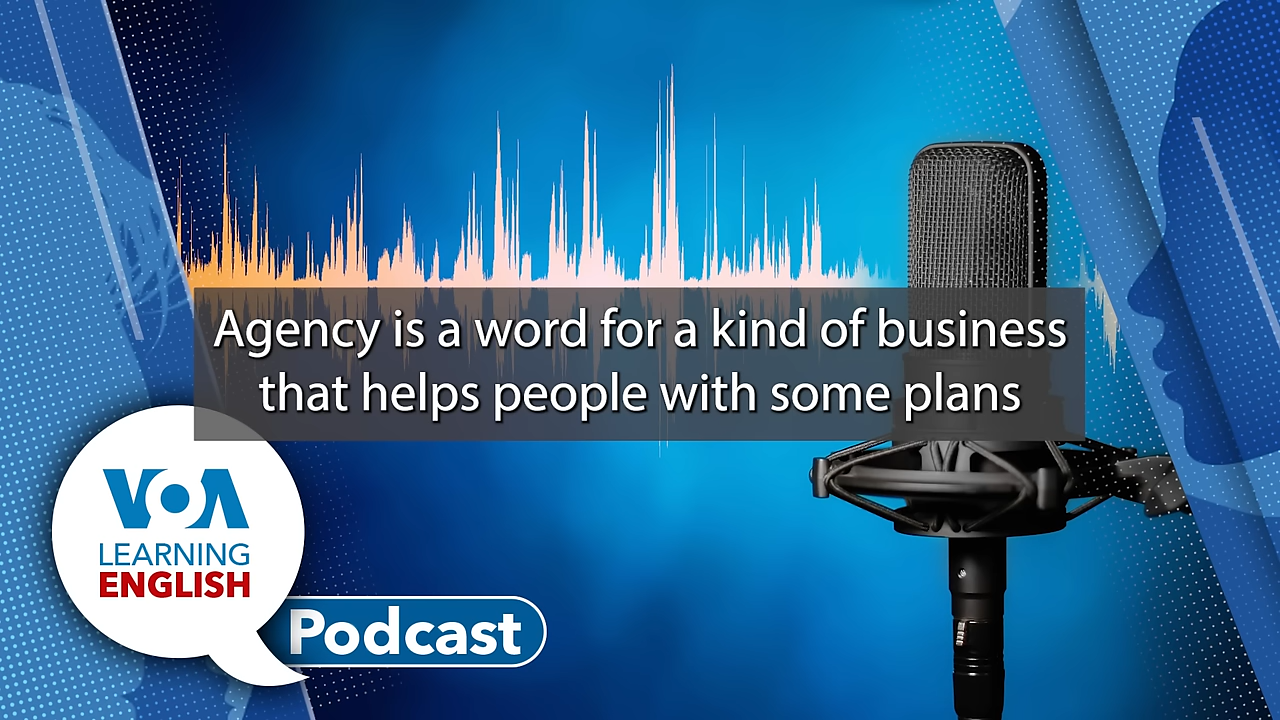 Agency is a word for a kind of business
that helps people with some plans
VOA
LEARNING
ENGLISH
Podcast